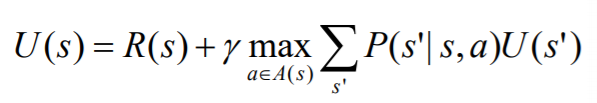 U(s) = R(s) + γ max_{a∈A(s)} ∑_{s'} P(s' | s, a)U(s')